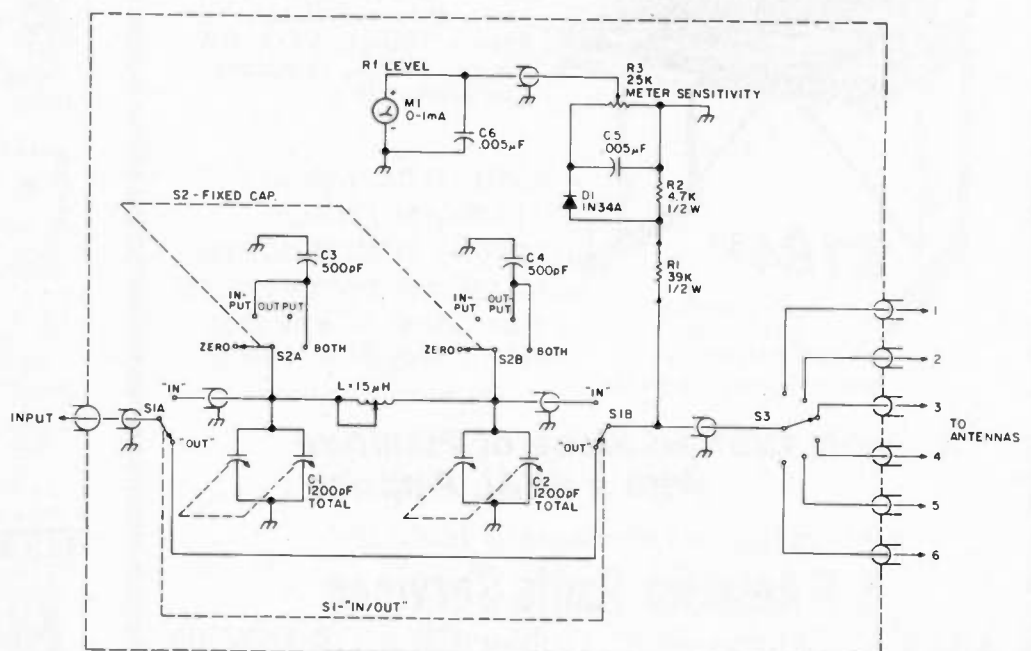 Rf LEVEL
+
M1
0-1mA
-
C6
.005µF
R3
25K
METER SENSITIVITY
C5
.005µF
D1
1N34A
R2
4.7K
1/2 W
R1
39K
1/2 W
S2-FIXED CAP.
C3
500pF
IN-
PUT
OUTPUT
ZERO
S2A
BOTH
C4
500pF
IN-
PUT
OUT-
PUT
ZERO
S2B
BOTH
INPUT
S1A
"IN"
"OUT"
L=15µH
"IN"
"OUT"
S1B
C1
1200pF
TOTAL
C2
1200pF
TOTAL
S1-"IN/OUT"
S3
1
2
3
4
5
6
TO
ANTENNAS